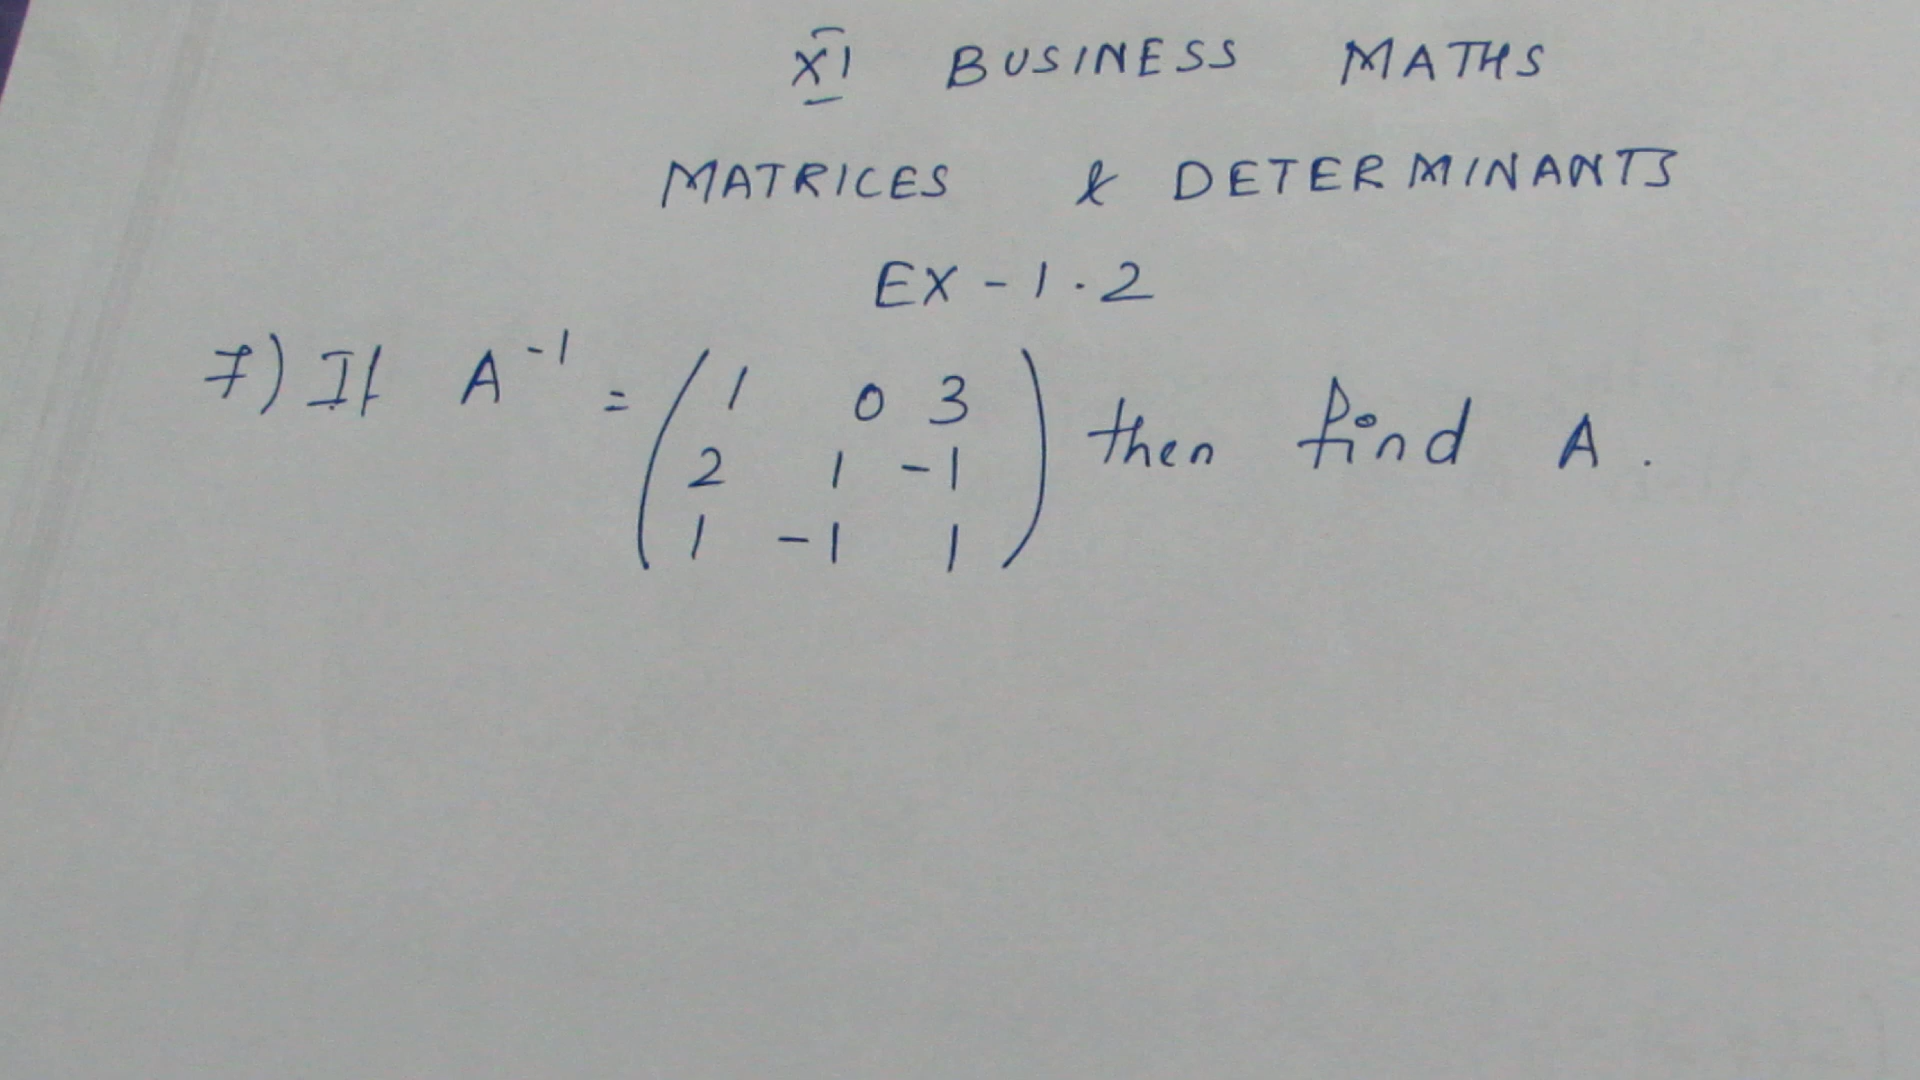 XI BUSINESS MATHS
MATRICES & DETERMINANTS
EX - 1.2
7) If A⁻¹ = ( 1 0 3 ) then find A.
2 1 -1
1 -1 1